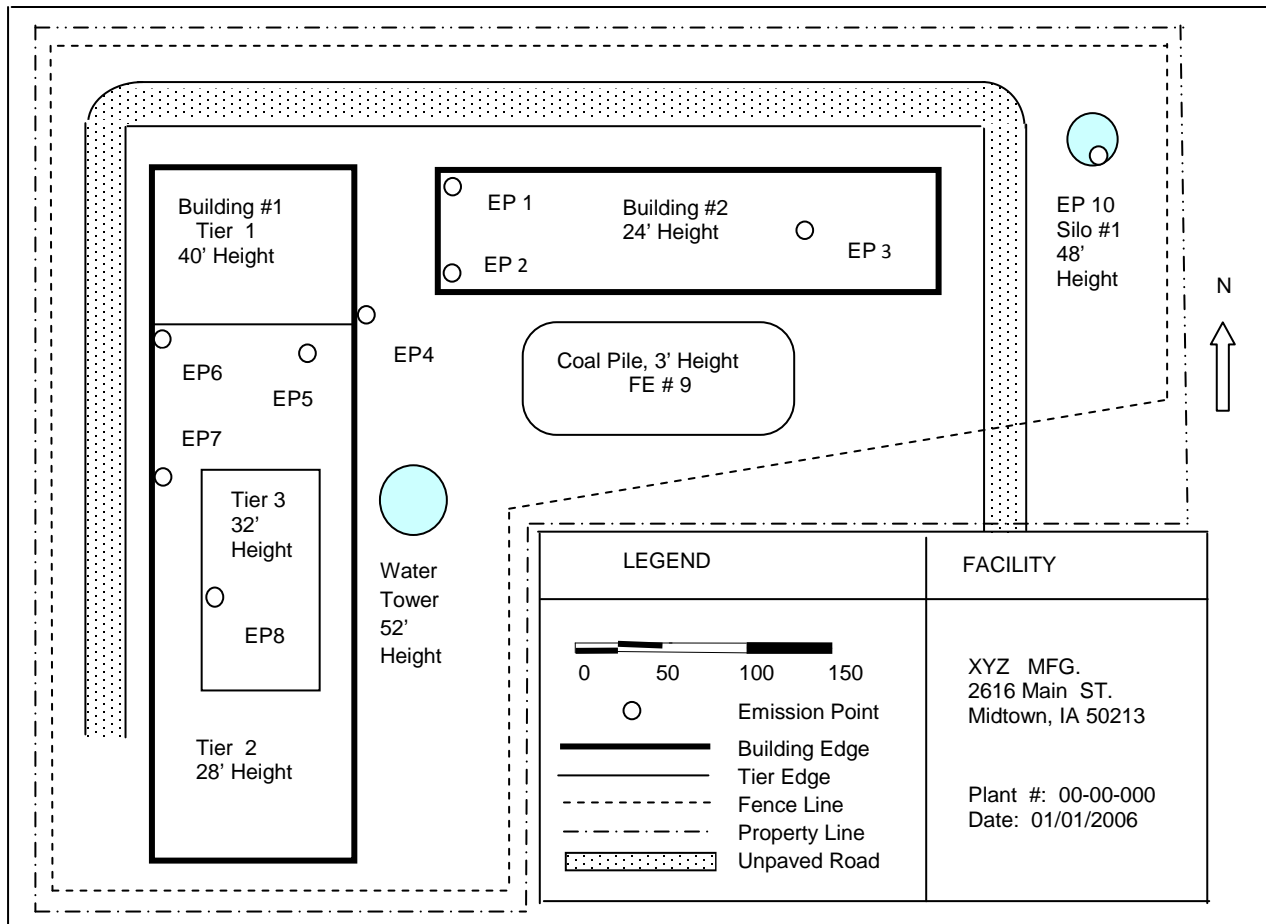 Building #1
Tier 1
40' Height
EP 1
EP 2
Building #2
24' Height
EP 3
EP 10
Silo #1
48'
Height
N
EP4
EP6
EP5
Coal Pile, 3' Height
FE # 9
EP7
Tier 3
32'
Height
EP8
Water
Tower
52'
Height
Tier 2
28' Height
LEGEND
0 50 100 150
Emission Point
Building Edge
Tier Edge
Fence Line
Property Line
Unpaved Road
FACILITY
XYZ MFG.
2616 Main ST.
Midtown, IA 50213
Plant #: 00-00-000
Date: 01/01/2006